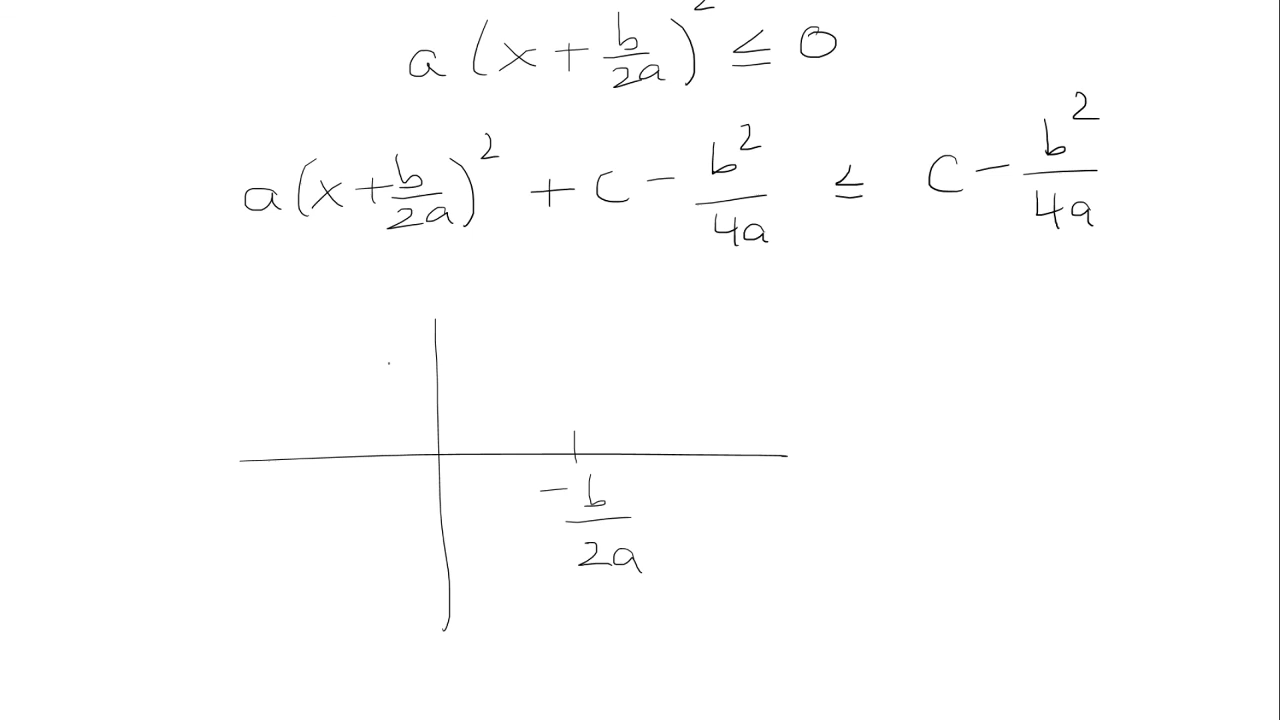 a(x + b/2a)² ≤ 0
a(x + b/2a)² + c - b²/4a ≤ c - b²/4a
- b/2a